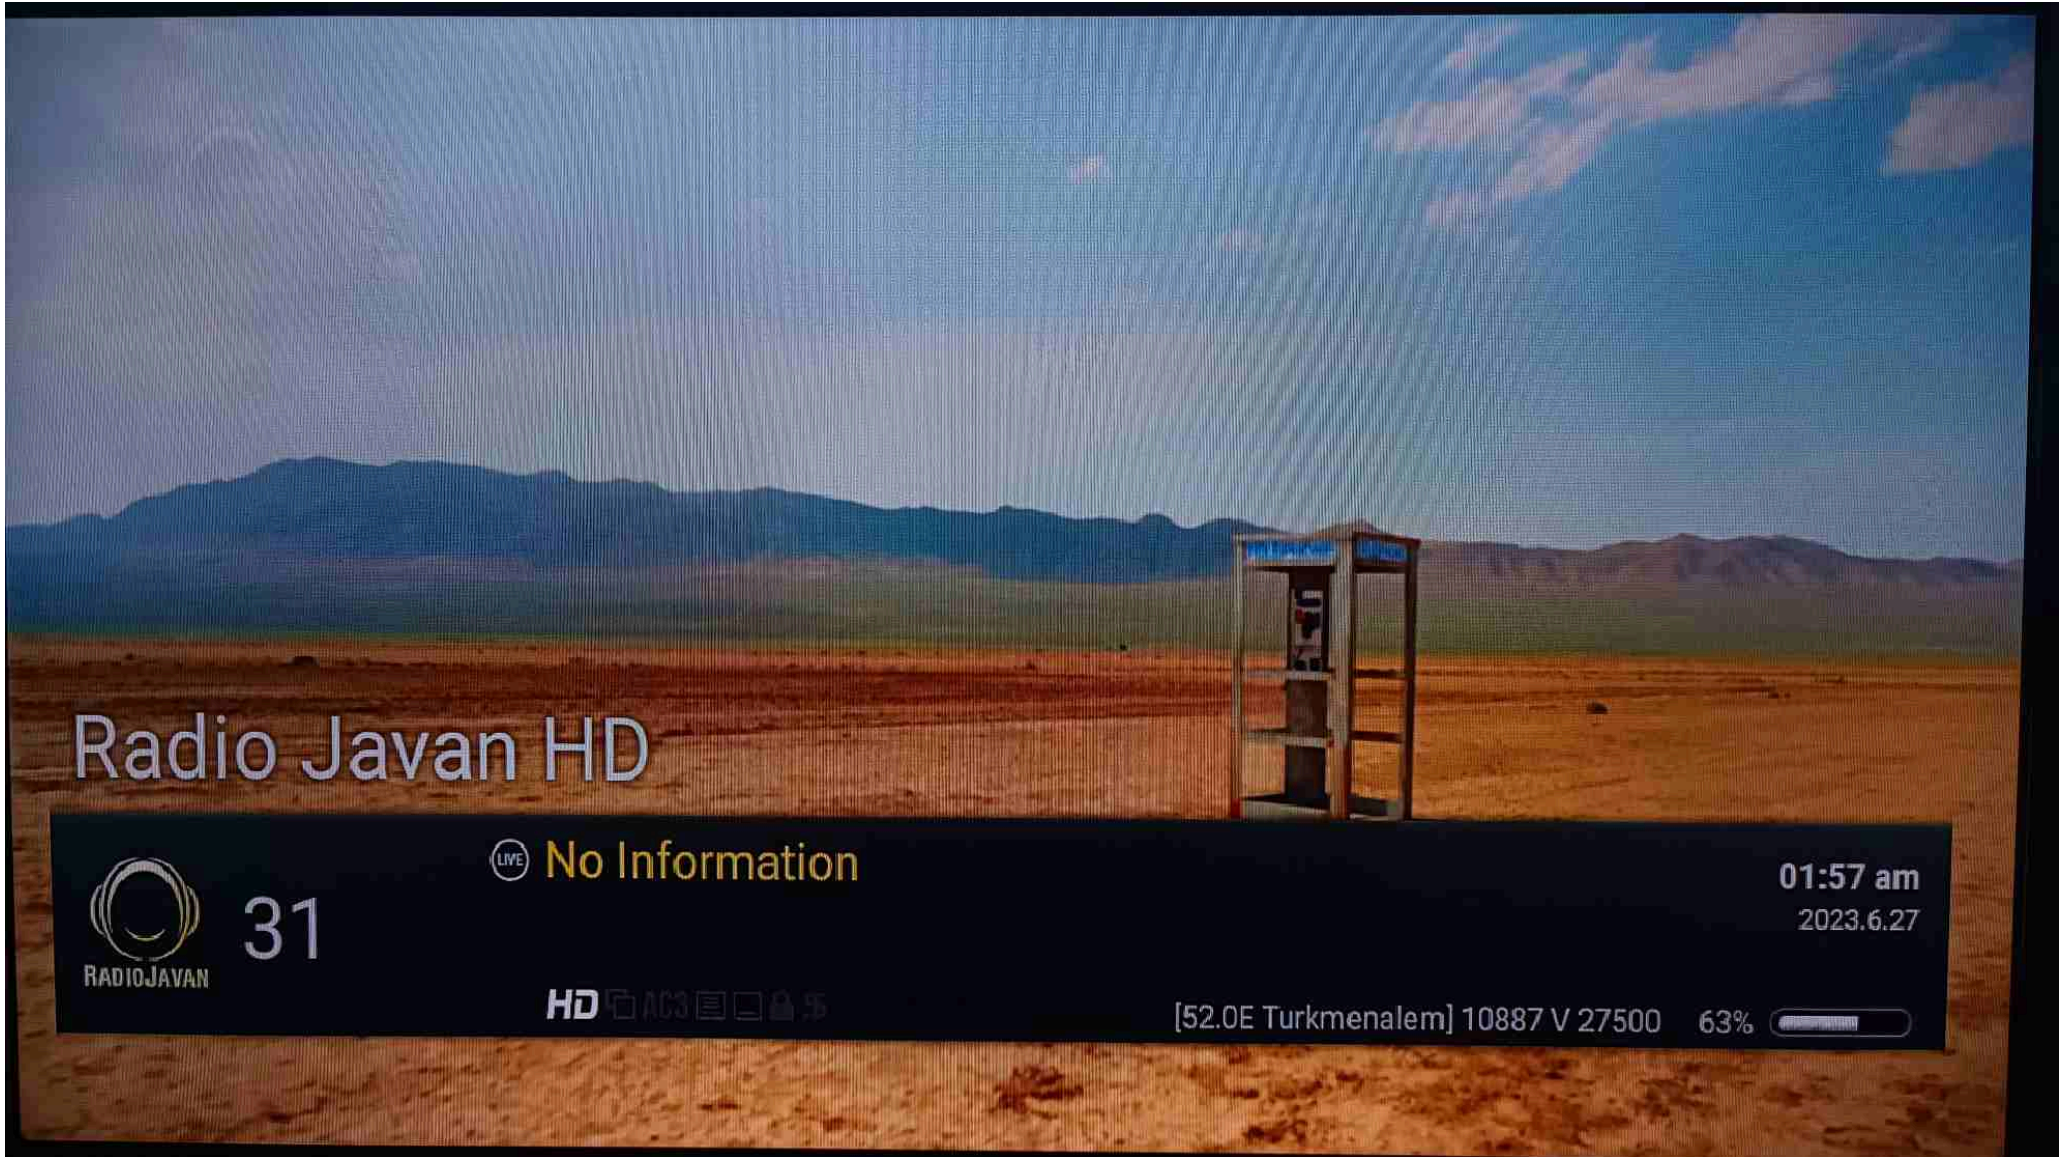 Radio Javan HD
LIVE No Information
01:57 am
2023.6.27
31
RADIOJAVAN
HD AC3
[52.0E Turkmenalem] 10887 V 27500 63%